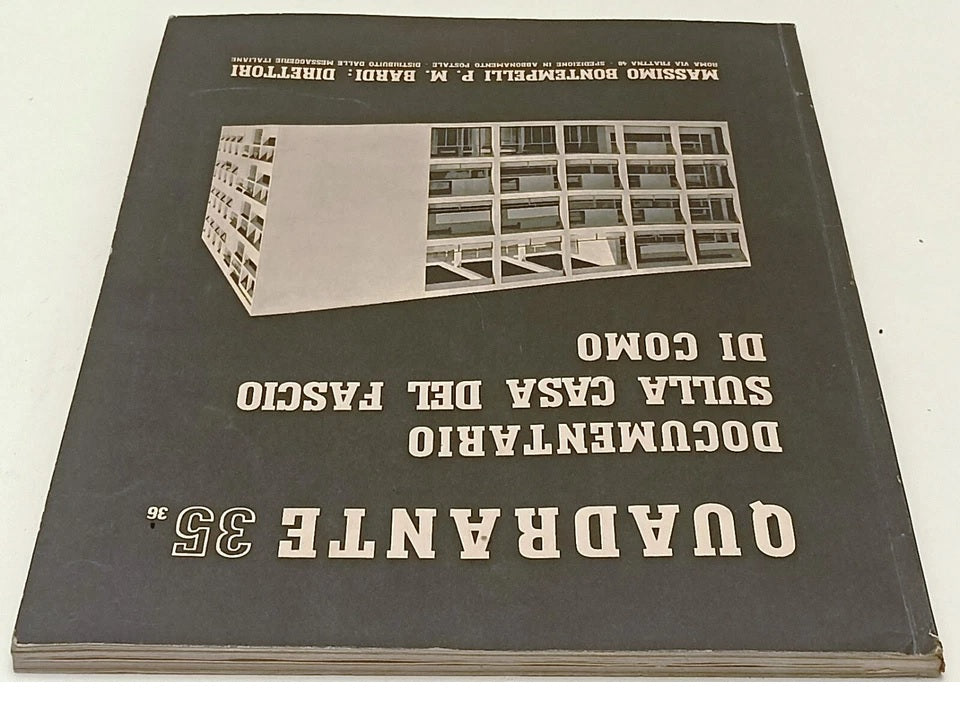 QUADRANTE 35 36
DOCUMENTARIO
SULLA CASA DEL FASCIO
DI COMO
MASSIMO BONTEMPELLI P. M. BARDI: DIRETTORI
ROMA VIA FRATTINA 48 - SPEDIZIONE IN ABBONAMENTO POSTALE - DISTRIBUITO DALLE MESSAGGERIE ITALIANE